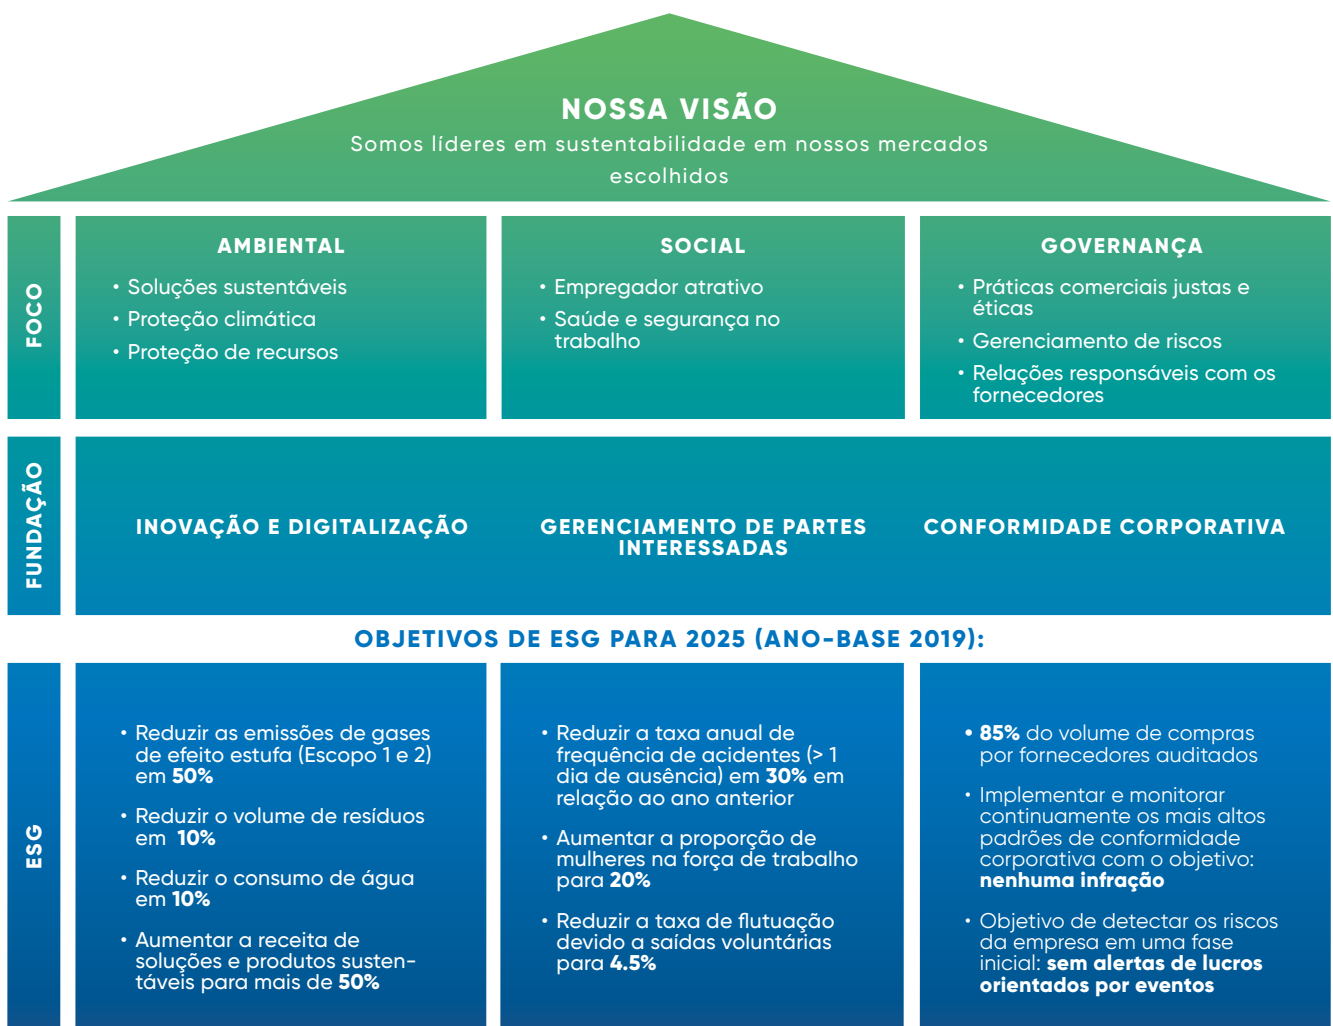 NOSSA VISÃO
Somos líderes em sustentabilidade em nossos mercados
escolhidos
FOCO
AMBIENTAL
• Soluções sustentáveis
• Proteção climática
• Proteção de recursos
SOCIAL
• Empregador atrativo
• Saúde e segurança no
trabalho
GOVERNANÇA
• Práticas comerciais justas e
éticas
• Gerenciamento de riscos
• Relações responsáveis com os
fornecedores
FUNDAÇÃO
INOVAÇÃO E DIGITALIZAÇÃO
GERENCIAMENTO DE PARTES
INTERESSADAS
CONFORMIDADE CORPORATIVA
OBJETIVOS DE ESG PARA 2025 (ANO-BASE 2019):
ESG
• Reduzir as emissões de gases
de efeito estufa (Escopo 1 e 2)
em 50%
• Reduzir o volume de resíduos
em 10%
• Reduzir o consumo de água
em 10%
• Aumentar a receita de
soluções e produtos susten-
táveis para mais de 50%
• Reduzir a taxa anual de
frequência de acidentes (> 1
dia de ausência) em 30% em
relação ao ano anterior
• Aumentar a proporção de
mulheres na força de trabalho
para 20%
• Reduzir a taxa de flutuação
devido a saídas voluntárias
para 4.5%
• 85% do volume de compras
por fornecedores auditados
• Implementar e monitorar
continuamente os mais altos
padrões de conformidade
corporativa com o objetivo:
nenhuma infração
• Objetivo de detectar os riscos
da empresa em uma fase
inicial: sem alertas de lucros
orientados por eventos